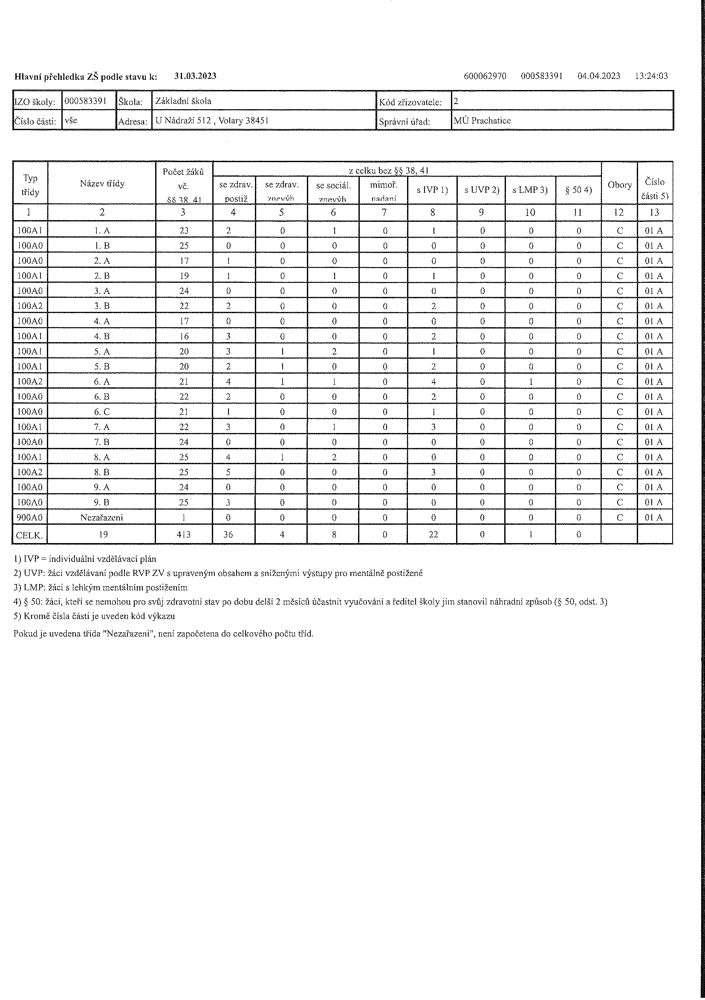 Hlavní přehledka ZŠ podle stavu k: 31.03.2023 600062970 000583391 04.04.2023 13:24:03
IZO školy: 000583391 Škola: Základní škola Kód zřizovatele: 2
Číslo části: vše Adresa: U Nádraží 512 , Volary 38451 Správní úřad: MÚ Prachatice
Typ třídy Název třídy Počet žáků vč. §§ 38, 41 z celku bez §§ 38, 41 Obory Číslo části 5)
se zdrav. postiž se zdrav. znevýh se sociál. znevýh mimoř. nadaní s IVP 1) s UVP 2) s LMP 3) § 50 4)
1 2 3 4 5 6 7 8 9 10 11 12 13
100A1 1. A 23 2 0 1 0 1 0 0 0 C 01 A
100A0 1. B 25 0 0 0 0 0 0 0 0 C 01 A
100A0 2. A 17 1 0 0 0 0 0 0 0 C 01 A
100A1 2. B 19 1 0 1 0 1 0 0 0 C 01 A
100A0 3. A 24 0 0 0 0 0 0 0 0 C 01 A
100A2 3. B 22 2 0 0 0 2 0 0 0 C 01 A
100A0 4. A 17 0 0 0 0 0 0 0 0 C 01 A
100A1 4. B 16 3 0 0 0 2 0 0 0 C 01 A
100A1 5. A 20 3 1 2 0 1 0 0 0 C 01 A
100A1 5. B 20 2 1 0 0 2 0 0 0 C 01 A
100A2 6. A 21 4 1 1 0 4 0 1 0 C 01 A
100A0 6. B 22 2 0 0 0 2 0 0 0 C 01 A
100A0 6. C 21 1 0 0 0 1 0 0 0 C 01 A
100A1 7. A 22 3 0 1 0 3 0 0 0 C 01 A
100A0 7. B 24 0 0 0 0 0 0 0 0 C 01 A
100A1 8. A 25 4 1 2 0 0 0 0 0 C 01 A
100A2 8. B 25 5 0 0 0 3 0 0 0 C 01 A
100A0 9. A 24 0 0 0 0 0 0 0 0 C 01 A
100A0 9. B 25 3 0 0 0 0 0 0 0 C 01 A
900A0 Nezařazeni 1 0 0 0 0 0 0 0 0 C 01 A
CELK. 19 413 36 4 8 0 22 0 1 0
1) IVP = individuální vzdělávací plán
2) UVP: žáci vzdělávaní podle RVP ZV s upraveným obsahem a sníženými výstupy pro mentálně postižené
3) LMP: žáci s lehkým mentálním postižením
4) § 50: žáci, kteří se nemohou pro svůj zdravotní stav po dobu delší 2 měsíců účastnit vyučování a ředitel školy jim stanovil náhradní způsob (§ 50, odst. 3)
5) Kromě čísla části je uveden kód výkazu
Pokud je uvedena třída "Nezařazeni", není započetena do celkového počtu tříd.